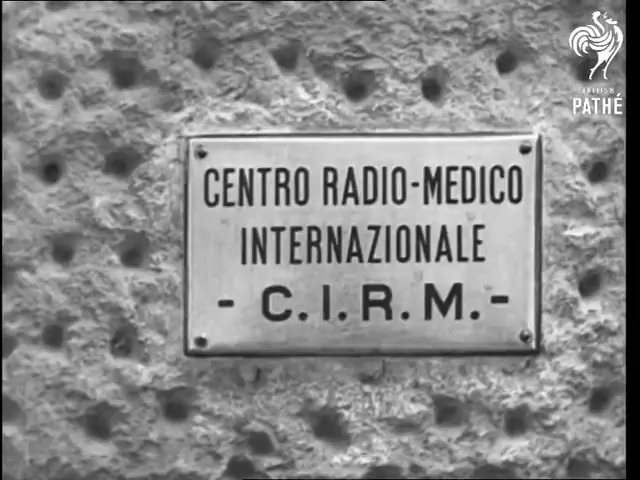 BRITISH
PATHÉ
CENTRO RADIO-MEDICO
INTERNAZIONALE
- C.I.R.M. -